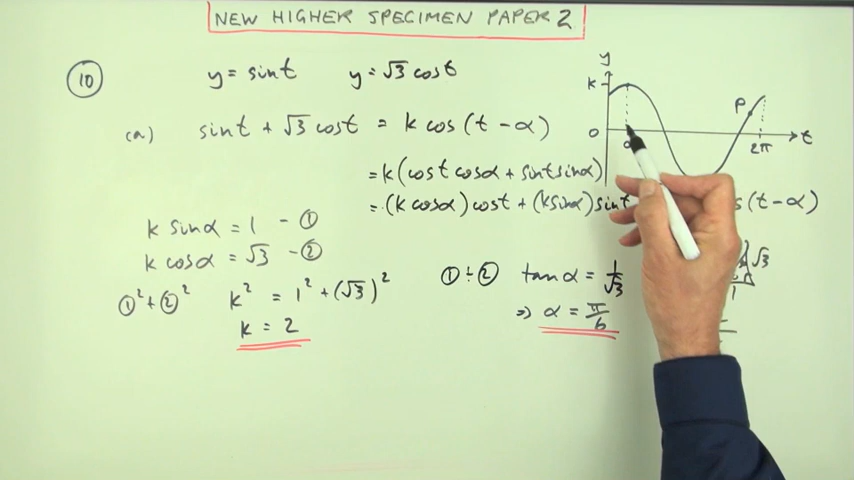 NEW HIGHER SPECIMEN PAPER 2
10 y = sint y = √3 cost
(a) sint + √3 cost = k cos (t - α)
= k (cost cosα + sint sinα)
= (k cosα) cost + (k sinα) sint
k sinα = 1 - ①
k cosα = √3 - ②
①² + ②² k² = 1² + (√3)²
k = 2
① ÷ ② tanα = 1/√3
⇒ α = π/6
y
k
P
o
t
2π
(t - α)
√3
1